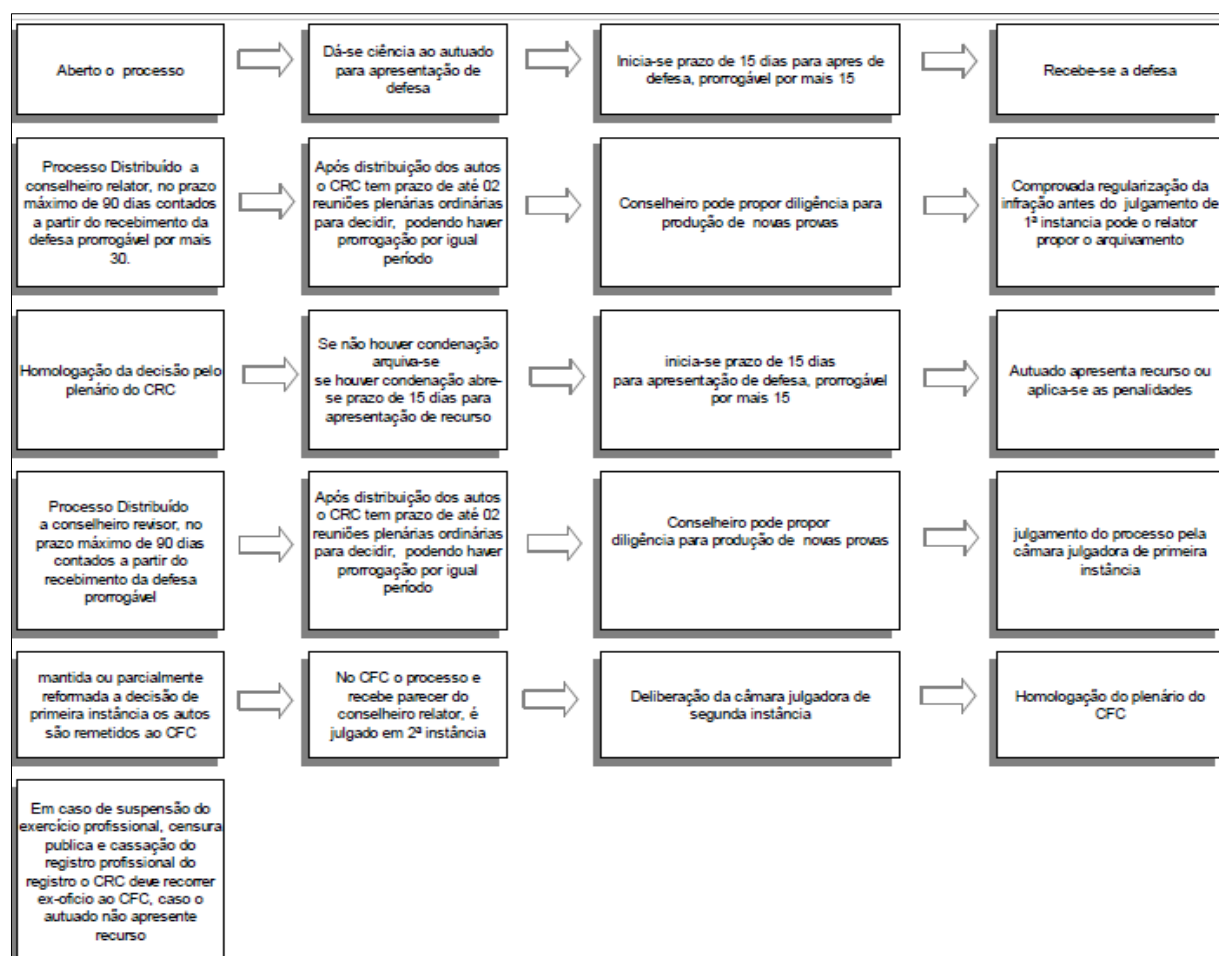 Aberto o processo
Dá-se ciência ao autuado
para apresentação de
defesa
Inicia-se prazo de 15 dias para apres de
defesa, prorrogável por mais 15
Recebe-se a defesa
Processo Distribuído a
conselheiro relator, no prazo
máximo de 90 dias contados
a partir do recebimento da
defesa prorrogável por mais
30.
Após distribuição dos autos
o CRC tem prazo de até 02
reuniões plenárias ordinárias
para decidir, podendo haver
prorrogação por igual
período
Conselheiro pode propor diligência para
produção de novas provas
Comprovada regularização da
infração antes do julgamento de
1ª instancia pode o relator
propor o arquivamento
Homologação da decisão pelo
plenário do CRC
Se não houver condenação
arquiva-se
se houver condenação abre-
se prazo de 15 dias para
apresentação de recurso
inicia-se prazo de 15 dias
para apresentação de defesa, prorrogável
por mais 15
Autuado apresenta recurso ou
aplica-se as penalidades
Processo Distribuído
a conselheiro revisor, no
prazo máximo de 90 dias
contados a partir do
recebimento da defesa
prorrogável
Após distribuição dos autos
o CRC tem prazo de até 02
reuniões plenárias ordinárias
para decidir, podendo haver
prorrogação por igual
período
Conselheiro pode propor
diligência para produção de novas provas
julgamento do processo pela
câmara julgadora de primeira
instância
mantida ou parcialmente
reformada a decisão de
primeira instância os autos
são remetidos ao CFC
No CFC o processo e
recebe parecer do
conselheiro relator, é
julgado em 2ª instância
Deliberação da câmara julgadora de
segunda instância
Homologação do plenário do
CFC
Em caso de suspensão do
exercício profissional, censura
publica e cassação do
registro profissional do
registro o CRC deve recorrer
ex-oficio ao CFC, caso o
autuado não apresente
recurso